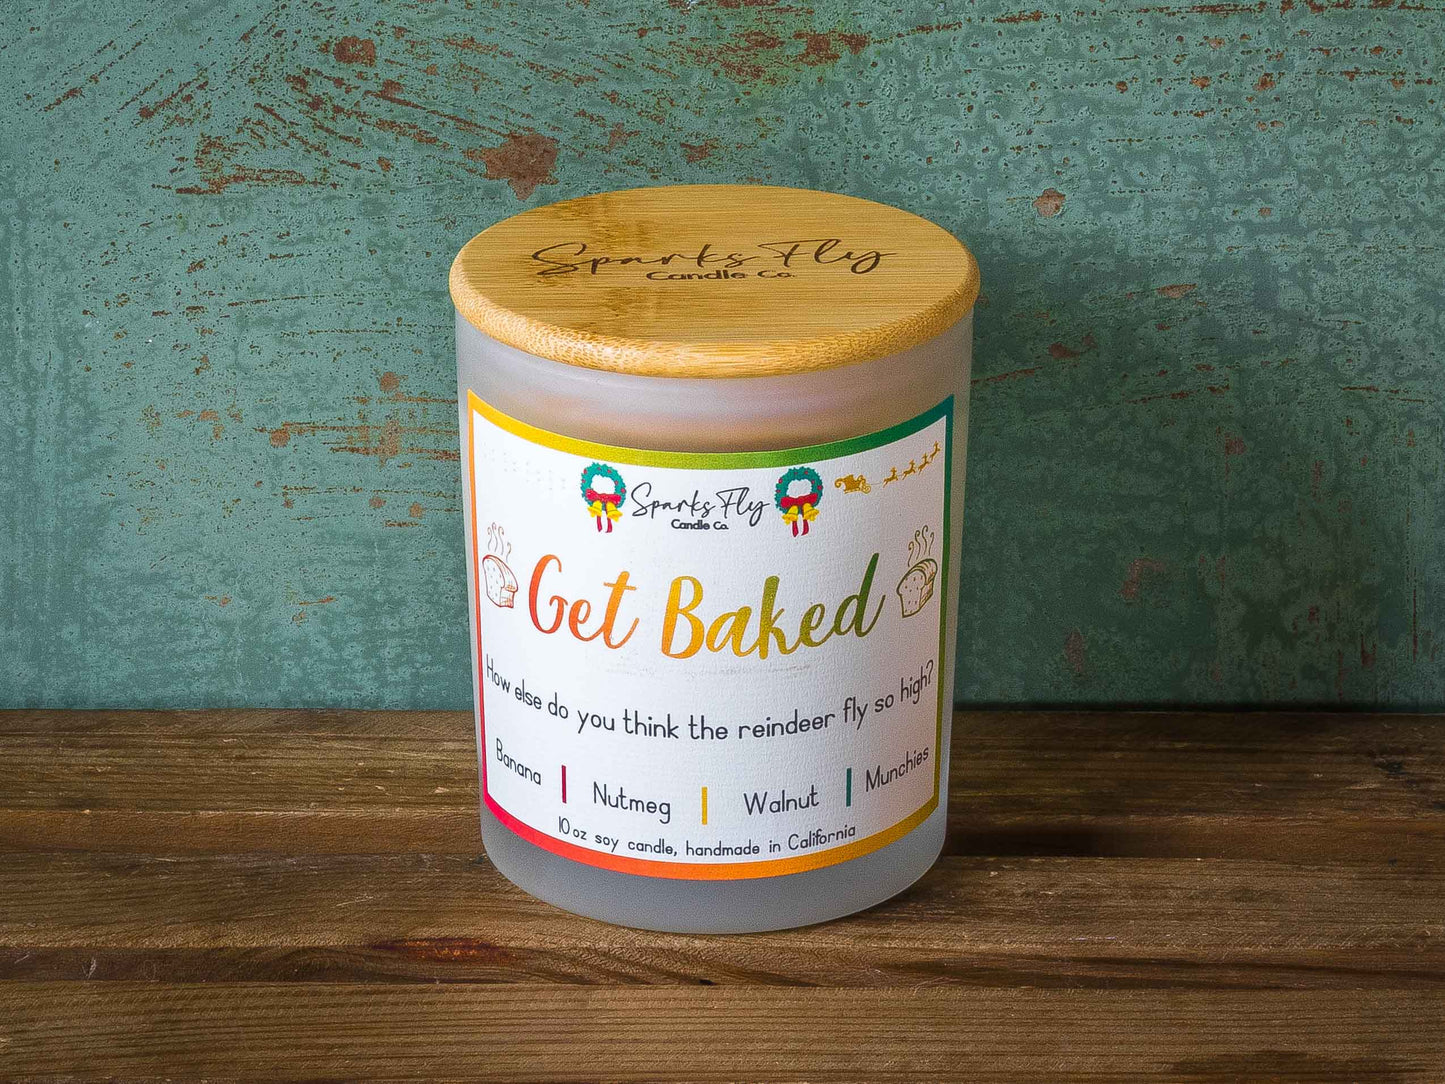 Sparks Fly
Candle Co.
Sparks Fly
Candle Co.
Get Baked
How else do you think the reindeer fly so high?
Banana | Nutmeg | Walnut | Munchies
10 oz soy candle, handmade in California